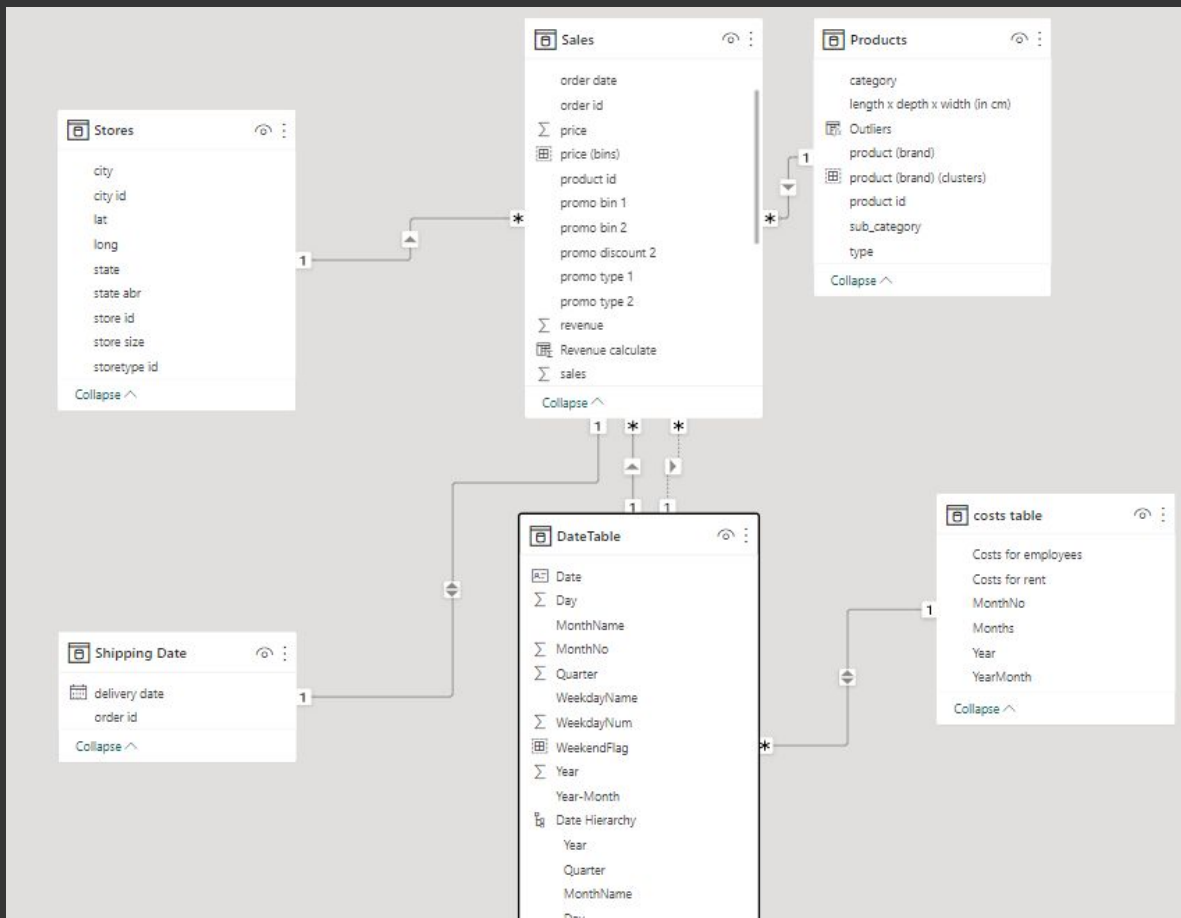 Stores
city
city id
lat
long
state
state abr
store id
store size
storetype id
Collapse
Sales
order date
order id
price
price (bins)
product id
promo bin 1
promo bin 2
promo discount 2
promo type 1
promo type 2
revenue
Revenue calculate
sales
Collapse
Products
category
length x depth x width (in cm)
Outliers
product (brand)
product (brand) (clusters)
product id
sub_category
type
Collapse
1
*
*
1
1
*
*
1
1
Shipping Date
delivery date
order id
Collapse
1
DateTable
Date
Day
MonthName
MonthNo
Quarter
WeekdayName
WeekdayNum
WeekendFlag
Year
Year-Month
Date Hierarchy
Year
Quarter
MonthName
Day
*
1
costs table
Costs for employees
Costs for rent
MonthNo
Months
Year
YearMonth
Collapse